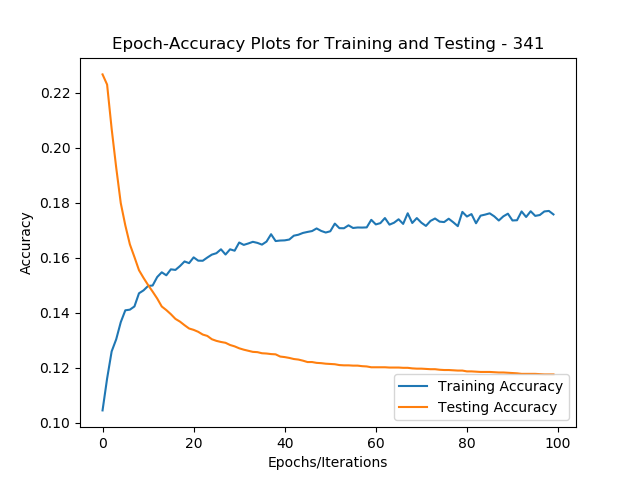 Epoch-Accuracy Plots for Training and Testing - 341
Accuracy
0.22
0.20
0.18
0.16
0.14
0.12
0.10
Training Accuracy
Testing Accuracy
0 20 40 60 80 100
Epochs/Iterations